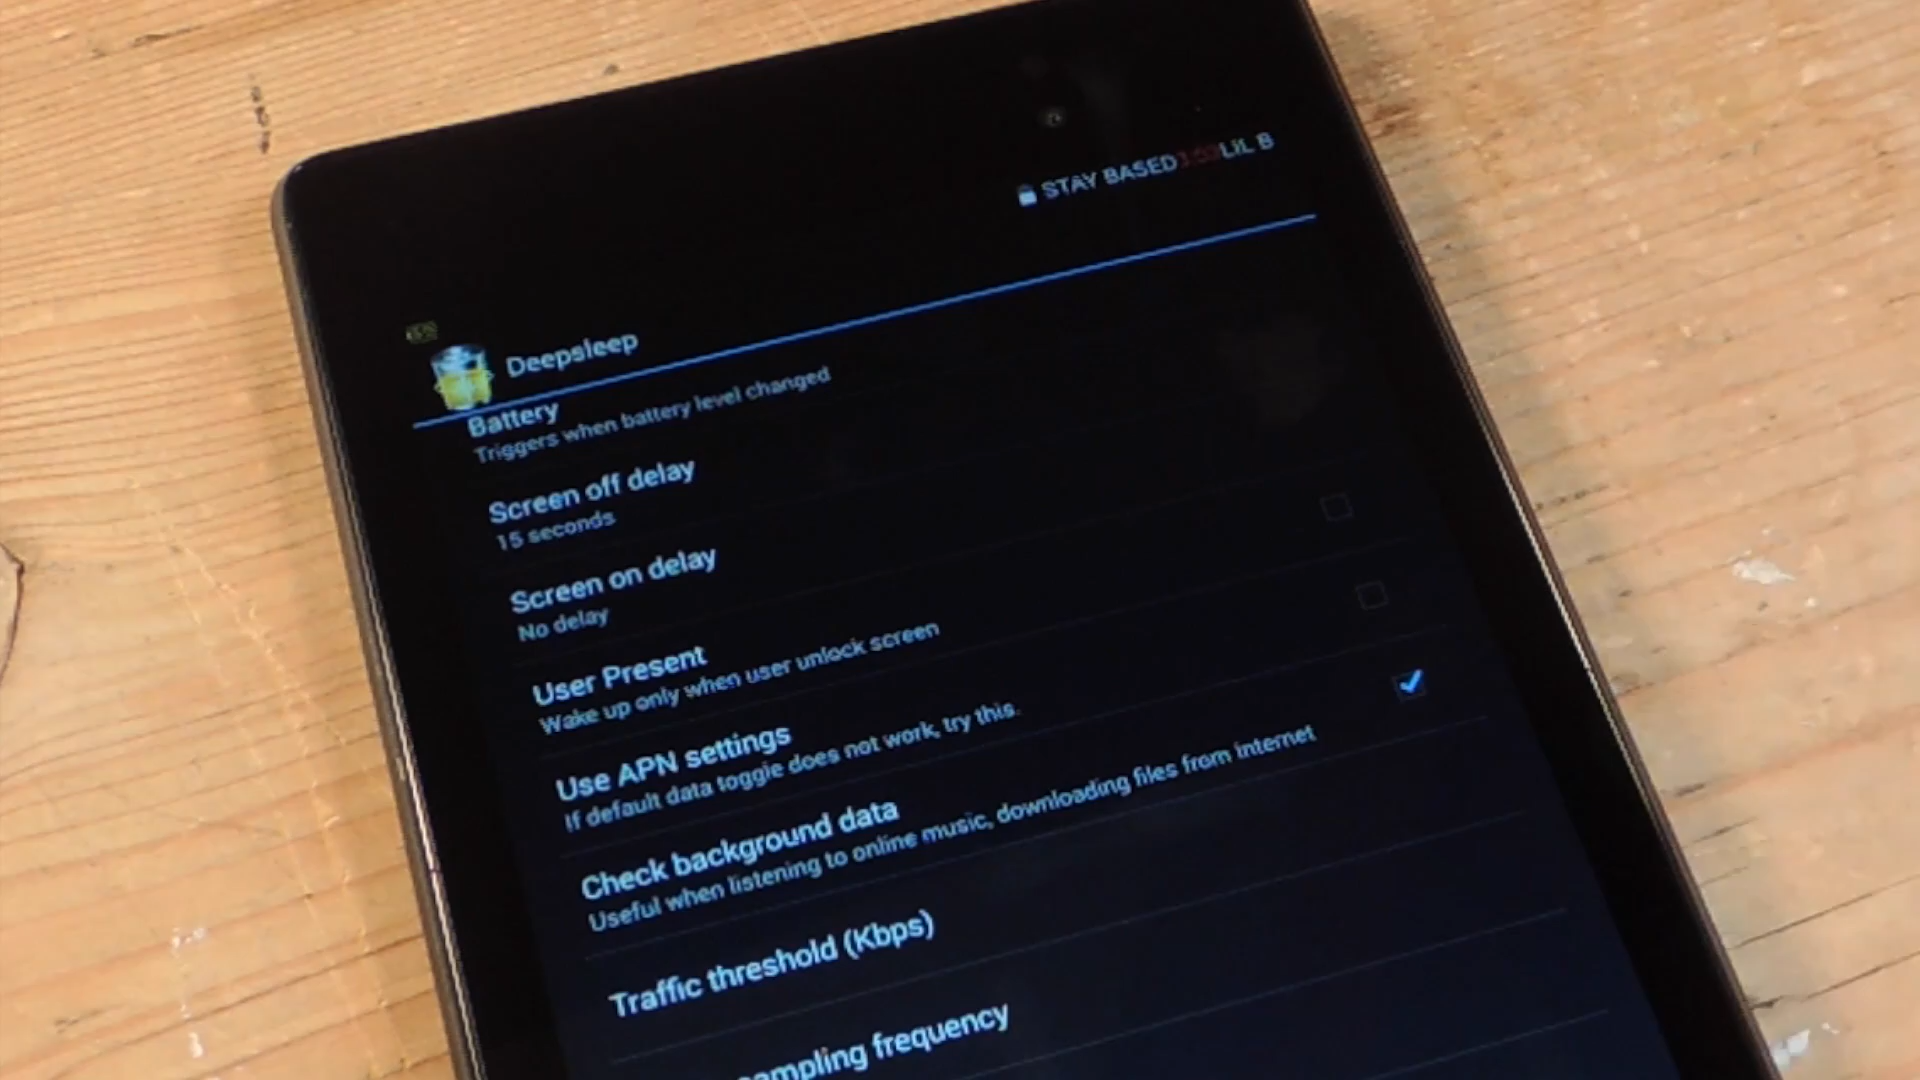 STAY BASED LIL B
Deepsleep
Battery
Triggers when battery level changed
Screen off delay
15 seconds
Screen on delay
No delay
User Present
Wake up only when user unlock screen
Use APN settings
If default data toggle does not work, try this.
Check background data
Useful when listening to online music, downloading files from internet
Traffic threshold (Kbps)
frequency